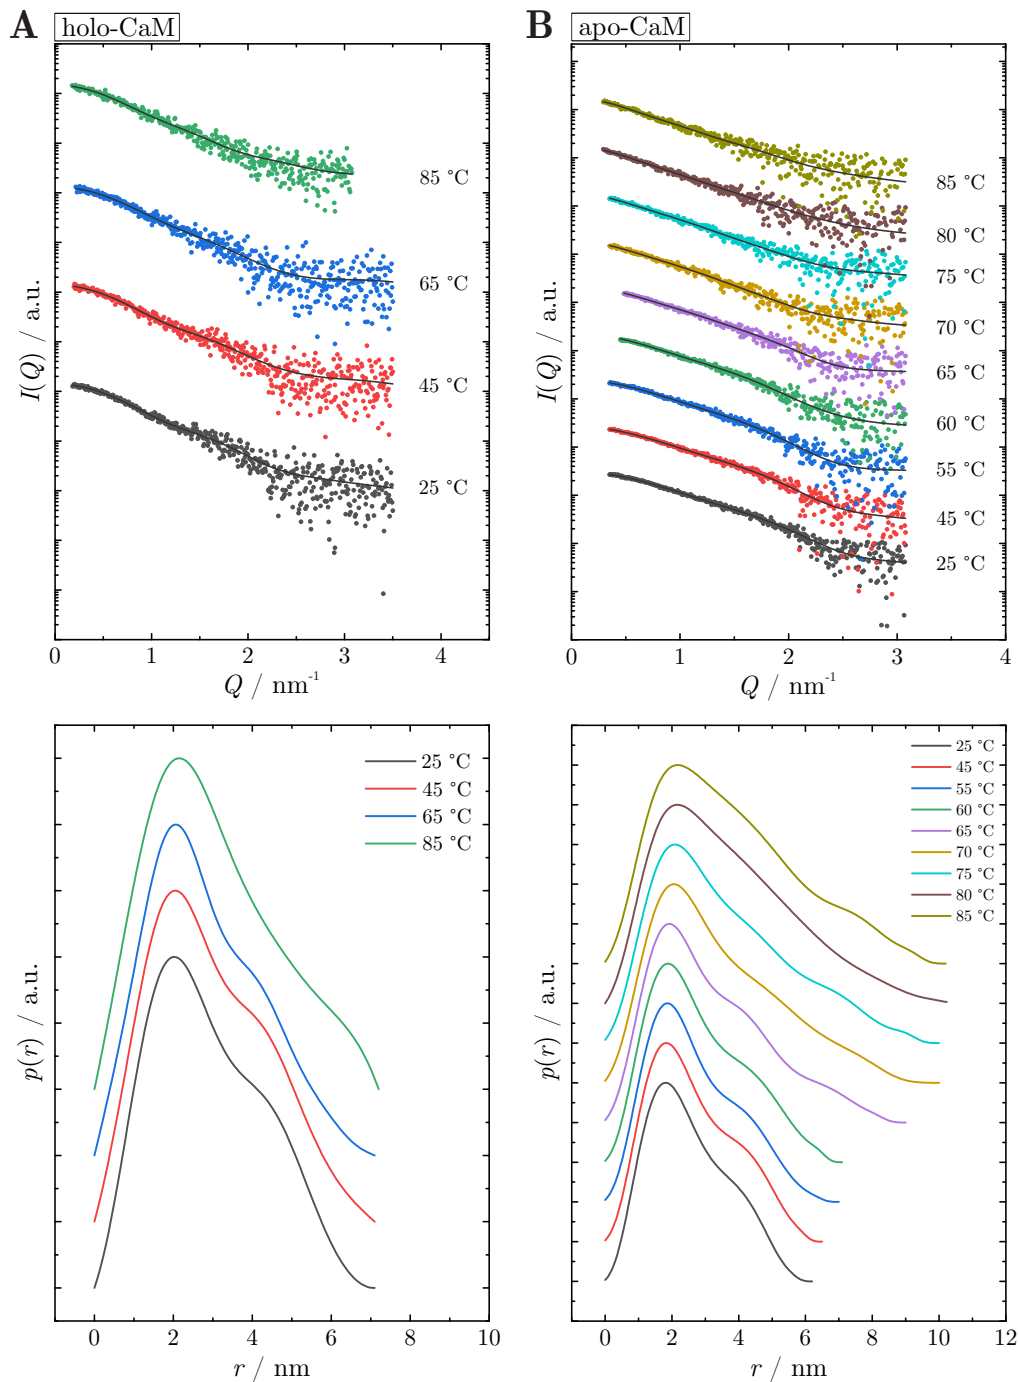 A holo-CaM
I(Q) / a.u.
85 °C
65 °C
45 °C
25 °C
0 1 2 3 4
Q / nm-1
B apo-CaM
I(Q) / a.u.
85 °C
80 °C
75 °C
70 °C
65 °C
60 °C
55 °C
45 °C
25 °C
0 1 2 3 4
Q / nm-1
p(r) / a.u.
25 °C
45 °C
65 °C
85 °C
0 2 4 6 8 10
r / nm
p(r) / a.u.
25 °C
45 °C
55 °C
60 °C
65 °C
70 °C
75 °C
80 °C
85 °C
0 2 4 6 8 10 12
r / nm